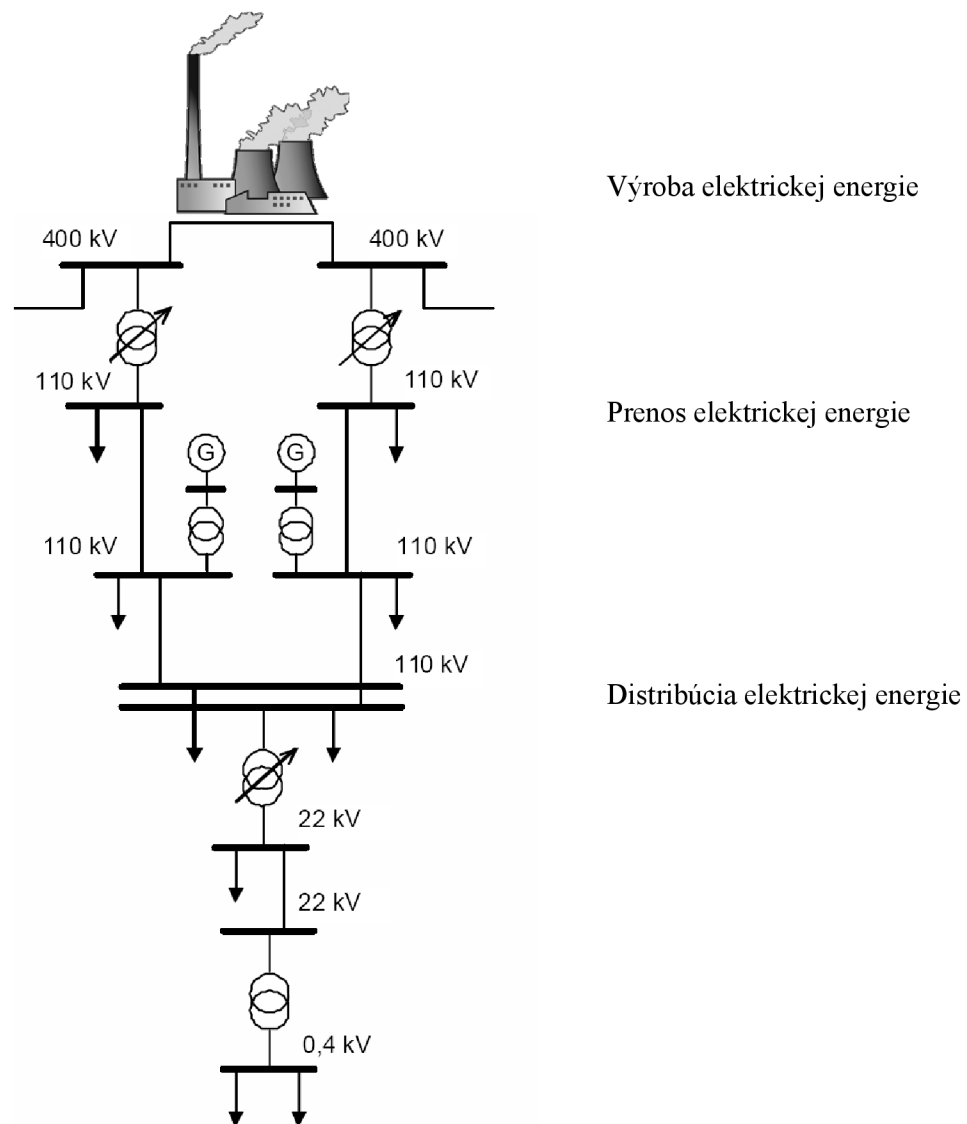 Výroba elektrickej energie
400 kV
400 kV
110 kV
110 kV
Prenos elektrickej energie
G
G
110 kV
110 kV
110 kV
Distribúcia elektrickej energie
22 kV
22 kV
0,4 kV